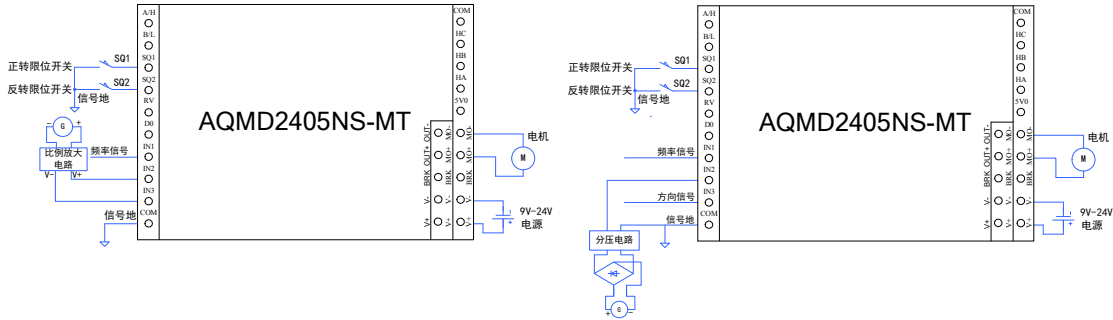 A/H
B/L
SQ1
SQ2
RV
D0
IN1
IN2
IN3
COM
正转限位开关
反转限位开关
SQ1
SQ2
信号地
- G +
比例放大
电路
V- V+
频率信号
信号地
AQMD2405NS-MT
COM
HC
HB
HA
5V0
OUT- MO- MO-
OUT+ MO+ MO+
BRK BRK BRK
V- V- V-
V+ V+ V+
电机
M
9V-24V
电源
A/H
B/L
SQ1
SQ2
RV
D0
IN1
IN2
IN3
COM
正转限位开关
反转限位开关
SQ1
SQ2
信号地
频率信号
方向信号
信号地
分压电路
+ G -
AQMD2405NS-MT
COM
HC
HB
HA
5V0
OUT- MO- MO-
OUT+ MO+ MO+
BRK BRK BRK
V- V- V-
V+ V+ V+
电机
M
9V-24V
电源